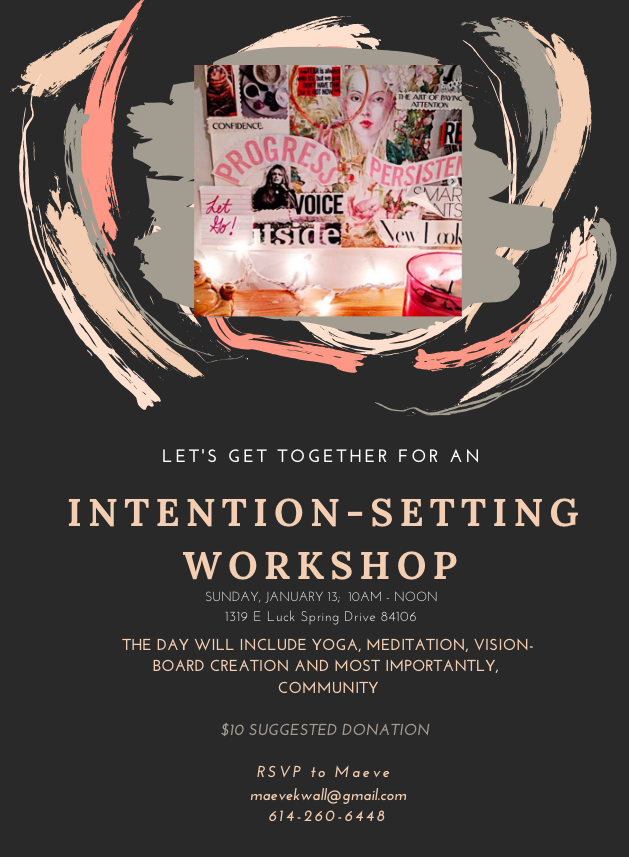 THE ART OF PAYING
ATTENTION
CONFIDENCE
PROGRESS
VOICE
Let
Go!
New Look
LET'S GET TOGETHER FOR AN
INTENTION-SETTING
WORKSHOP
SUNDAY, JANUARY 13; 10AM - NOON
1319 E Luck Spring Drive 84106
THE DAY WILL INCLUDE YOGA, MEDITATION, VISION-
BOARD CREATION AND MOST IMPORTANTLY,
COMMUNITY
$10 SUGGESTED DONATION
RSVP to Maeve
maevekwall@gmail.com
614-260-6448